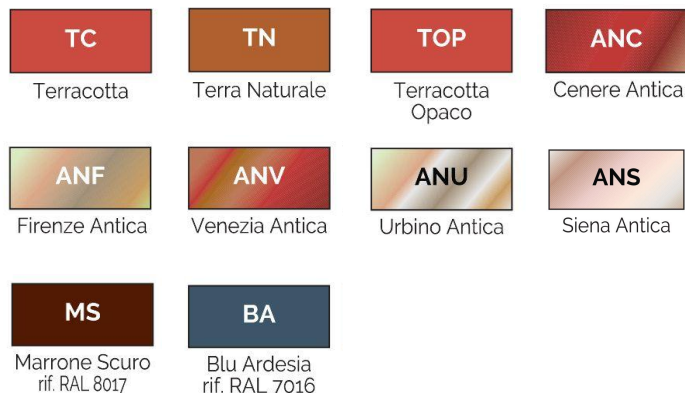 TC
TN
TOP
ANC
Terracotta
Terra Naturale
Terracotta
Opaco
Cenere Antica
ANF
ANV
ANU
ANS
Firenze Antica
Venezia Antica
Urbino Antica
Siena Antica
MS
BA
Marrone Scuro
rif. RAL 8017
Blu Ardesia
rif. RAL 7016